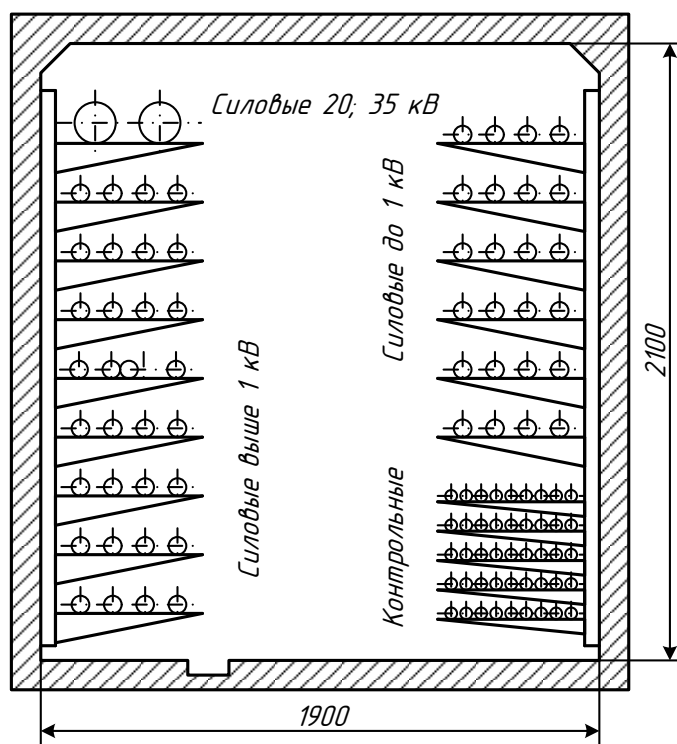 Силовые 20; 35 кВ
Силовые до 1 кВ
Силовые выше 1 кВ
Контрольные
2100
1900